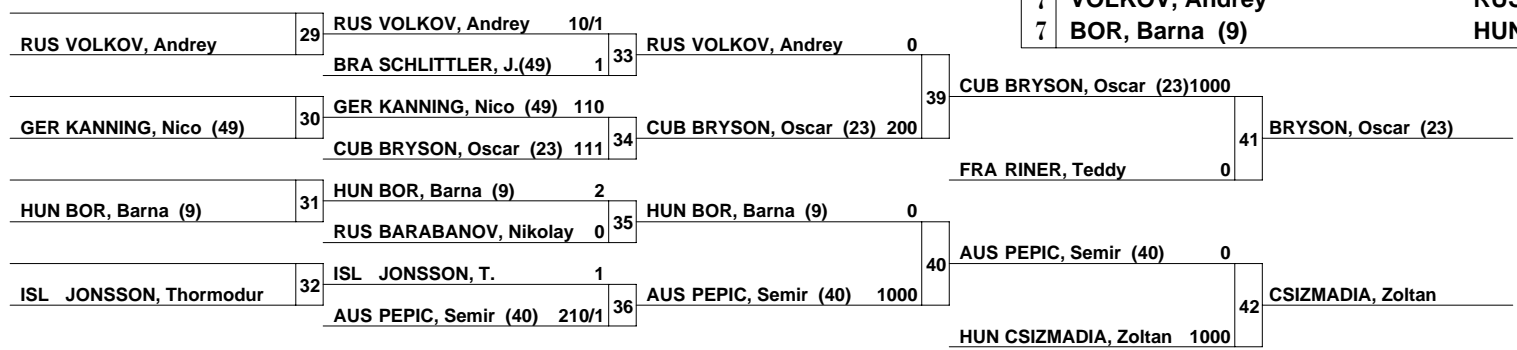 7 VOLKOV, Andrey RUS
7 BOR, Barna (9) HUN
RUS VOLKOV, Andrey
29
RUS VOLKOV, Andrey 10/1
BRA SCHLITTLER, J.(49) 1
33
RUS VOLKOV, Andrey 0
GER KANNING, Nico (49)
30
GER KANNING, Nico (49) 110
CUB BRYSON, Oscar (23) 111
34
CUB BRYSON, Oscar (23) 200
39
CUB BRYSON, Oscar (23)1000
FRA RINER, Teddy 0
41
BRYSON, Oscar (23)
HUN BOR, Barna (9)
31
HUN BOR, Barna (9) 2
RUS BARABANOV, Nikolay 0
35
HUN BOR, Barna (9) 0
ISL JONSSON, Thormodur
32
ISL JONSSON, T. 1
AUS PEPIC, Semir (40) 210/1
36
AUS PEPIC, Semir (40) 1000
40
AUS PEPIC, Semir (40) 0
HUN CSIZMADIA, Zoltan 1000
42
CSIZMADIA, Zoltan